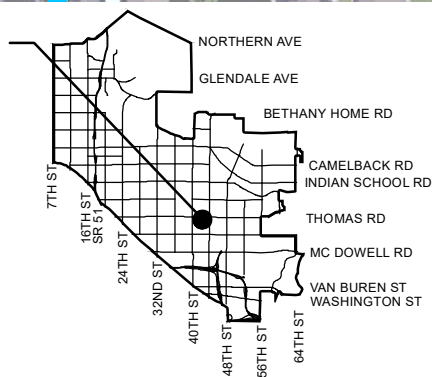 NORTHERN AVE
GLENDALE AVE
BETHANY HOME RD
CAMELBACK RD
INDIAN SCHOOL RD
THOMAS RD
MC DOWELL RD
VAN BUREN ST
WASHINGTON ST
7TH ST
16TH ST
SR 51
24TH ST
32ND ST
40TH ST
48TH ST
56TH ST
64TH ST